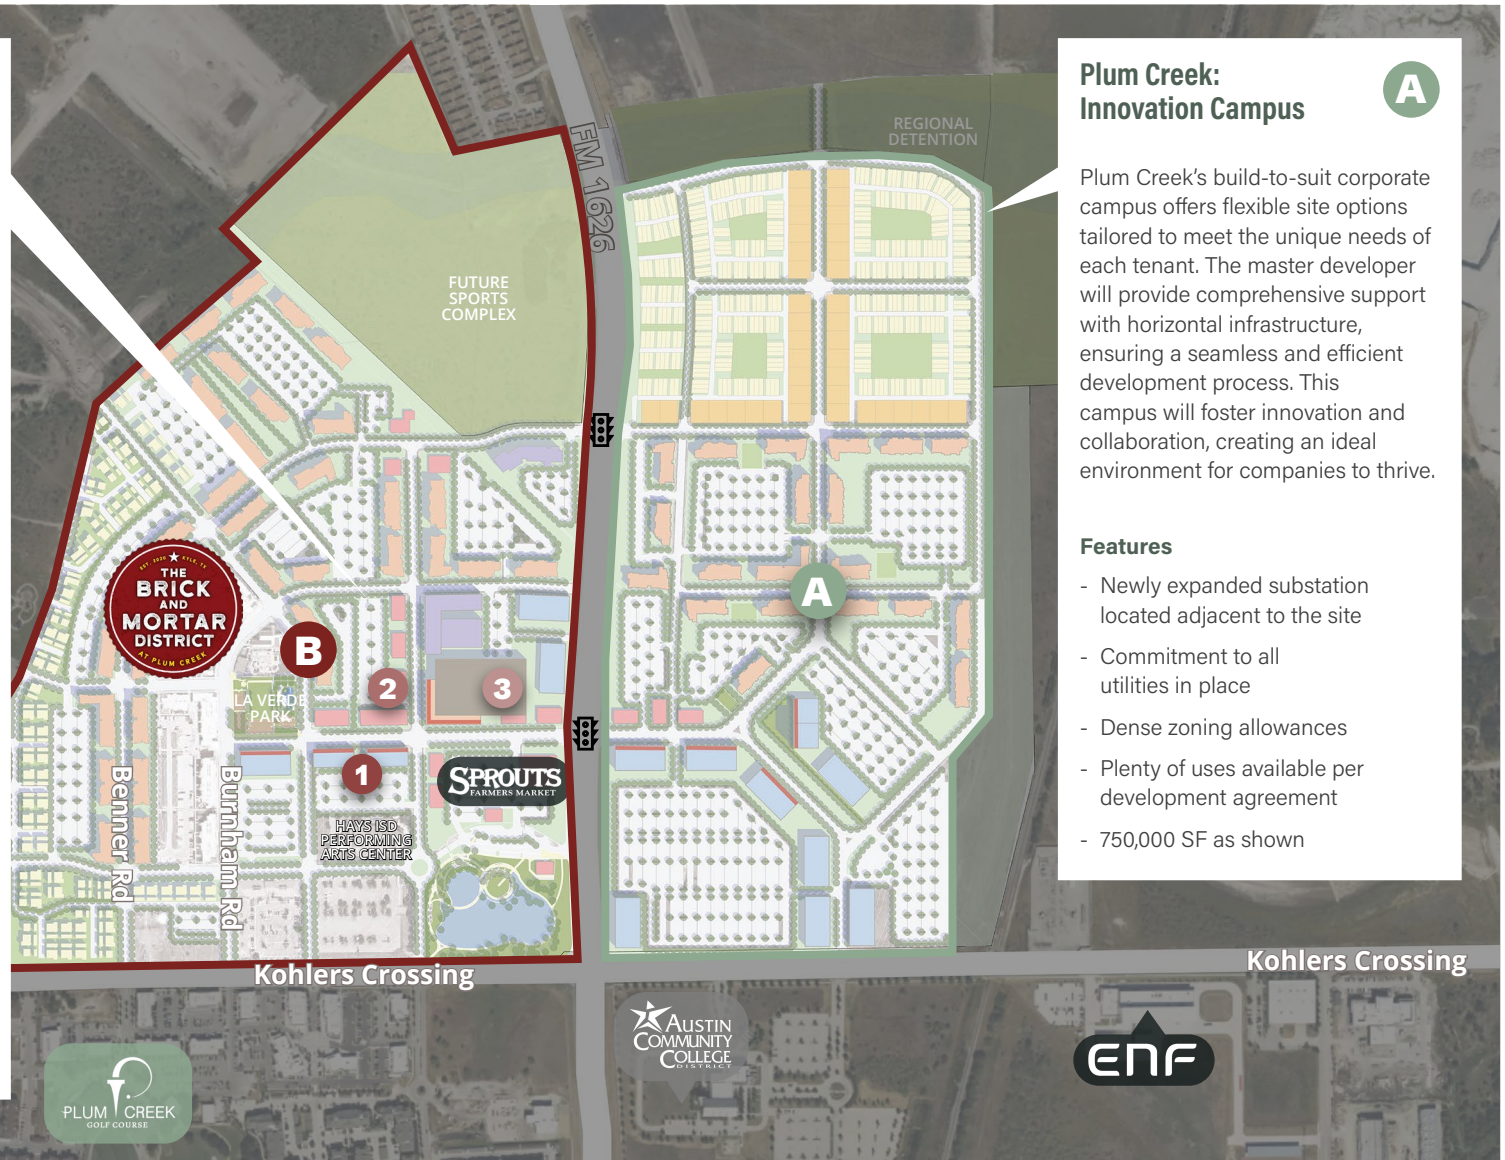 Plum Creek:
Innovation Campus
A
Plum Creek’s build-to-suit corporate
campus offers flexible site options
tailored to meet the unique needs of
each tenant. The master developer
will provide comprehensive support
with horizontal infrastructure,
ensuring a seamless and efficient
development process. This
campus will foster innovation and
collaboration, creating an ideal
environment for companies to thrive.
Features
- Newly expanded substation
located adjacent to the site
- Commitment to all
utilities in place
- Dense zoning allowances
- Plenty of uses available per
development agreement
- 750,000 SF as shown
REGIONAL
DETENTION
FM 1626
FUTURE
SPORTS
COMPLEX
EST. 2020 ★ KYLE, TX
THE
BRICK
AND
MORTAR
DISTRICT
AT PLUM CREEK
B
A
2
3
LA VERDE
PARK
1
SPROUTS
FARMERS MARKET
HAYS ISD
PERFORMING
ARTS CENTER
Benner Rd
Burnham Rd
Kohlers Crossing
Kohlers Crossing
AUSTIN
COMMUNITY
COLLEGE
DISTRICT
ENF
PLUM CREEK
GOLF COURSE